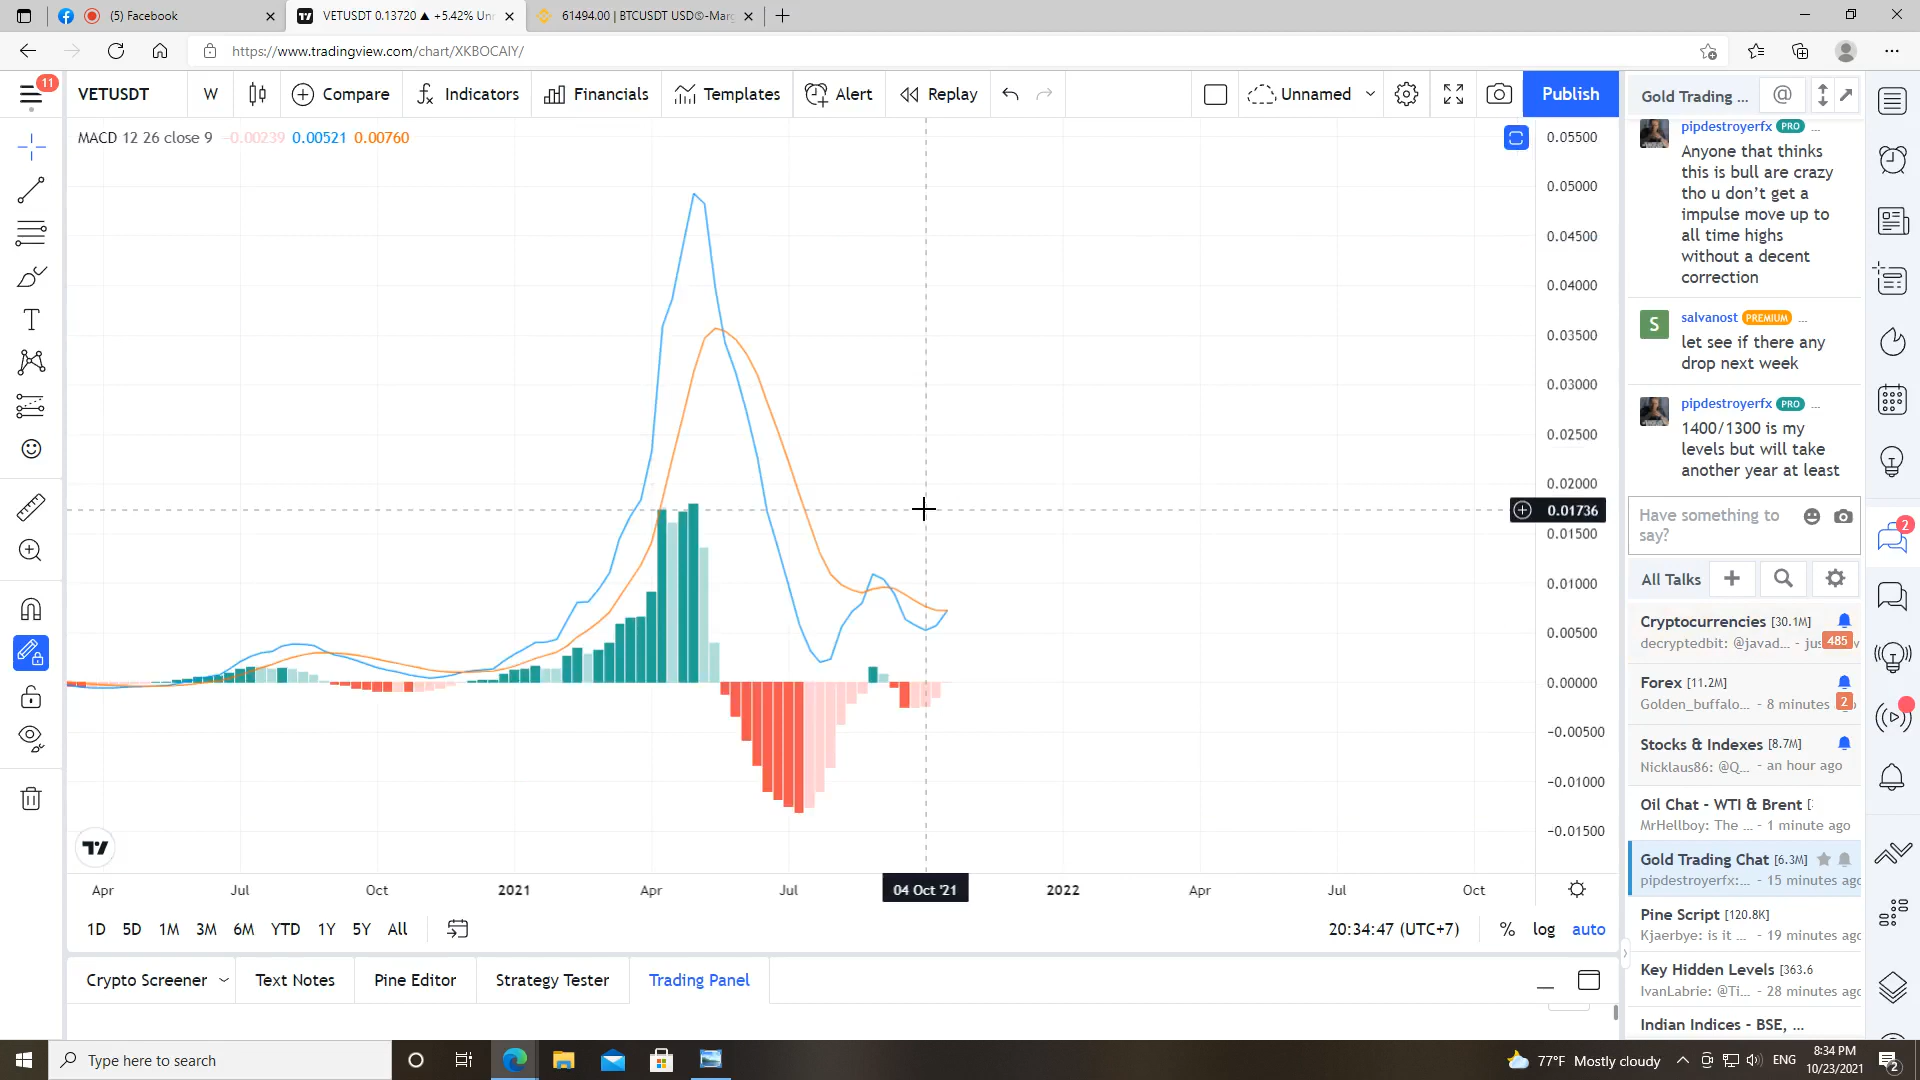 (5) Facebook
VETUSDT 0.13720 ▲ +5.42% Unn
61494.00 | BTCUSDT USD©-Marg
https://www.tradingview.com/chart/XKBOCAIY/
11
VETUSDT
W
Compare
Indicators
Financials
Templates
Alert
Replay
Unnamed
Publish
MACD 12 26 close 9 −0.00239 0.00521 0.00760
0.05500
0.05000
0.04500
0.04000
0.03500
0.03000
0.02500
0.02000
0.01736
0.01500
0.01000
0.00500
0.00000
−0.00500
−0.01000
−0.01500
Apr
Jul
Oct
2021
Apr
Jul
04 Oct '21
2022
Apr
Jul
Oct
1D 5D 1M 3M 6M YTD 1Y 5Y All
20:34:47 (UTC+7)
% log auto
Crypto Screener
Text Notes
Pine Editor
Strategy Tester
Trading Panel
Gold Trading ...
@
pipdestroyerfx PRO ...
Anyone that thinks
this is bull are crazy
tho u don’t get a
impulse move up to
all time highs
without a decent
correction
S
salvanost PREMIUM ...
let see if there any
drop next week
pipdestroyerfx PRO ...
1400/1300 is my
levels but will take
another year at least
Have something to
say?
2
All Talks
Cryptocurrencies [30.1M]
decryptedbit: @javad... - jus
485
Forex [11.2M]
Golden_buffalo... - 8 minutes
2
Stocks & Indexes [8.7M]
Nicklaus86: @Q... - an hour ago
Oil Chat - WTI & Brent [
MrHellboy: The ... - 1 minute ago
Gold Trading Chat [6.3M]
pipdestroyerfx:... - 15 minutes ago
Pine Script [120.8K]
Kjaerbye: is it ... - 19 minutes ago
Key Hidden Levels [363.6
IvanLabrie: @Ti... - 28 minutes ago
Indian Indices - BSE, ...
Type here to search
77°F Mostly cloudy
ENG
8:34 PM
10/23/2021
2